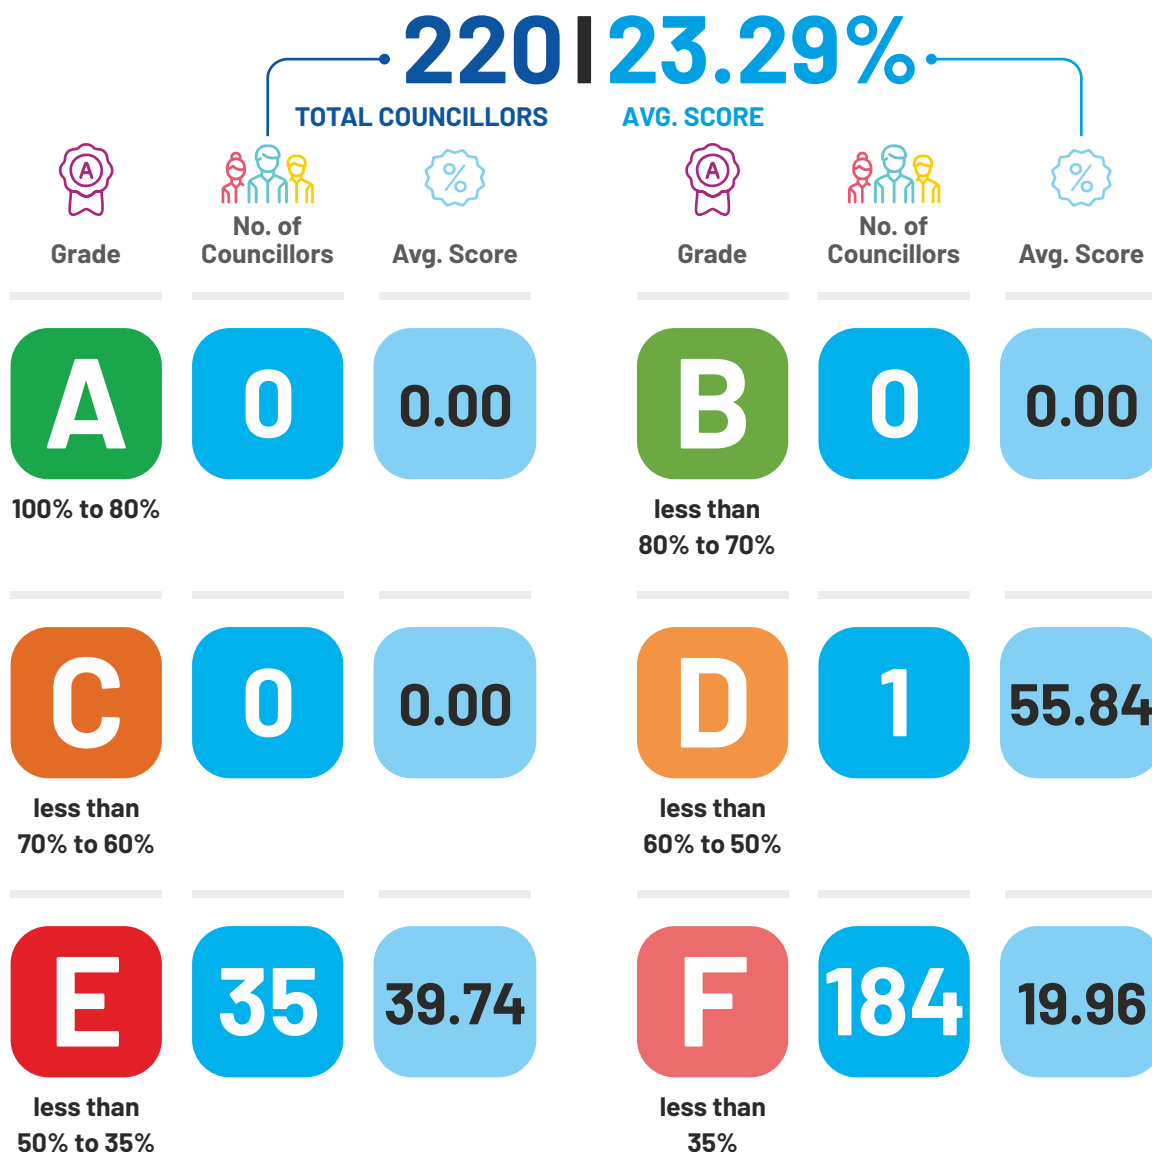 220 | 23.29%
TOTAL COUNCILLORS AVG. SCORE
A % A %
No. of No. of
Grade Councillors Avg. Score Grade Councillors Avg. Score
A 0 0.00 B 0 0.00
100% to 80% less than
80% to 70%
C 0 0.00 D 1 55.84
less than less than
70% to 60% 60% to 50%
E 35 39.74 F 184 19.96
less than less than
50% to 35% 35%